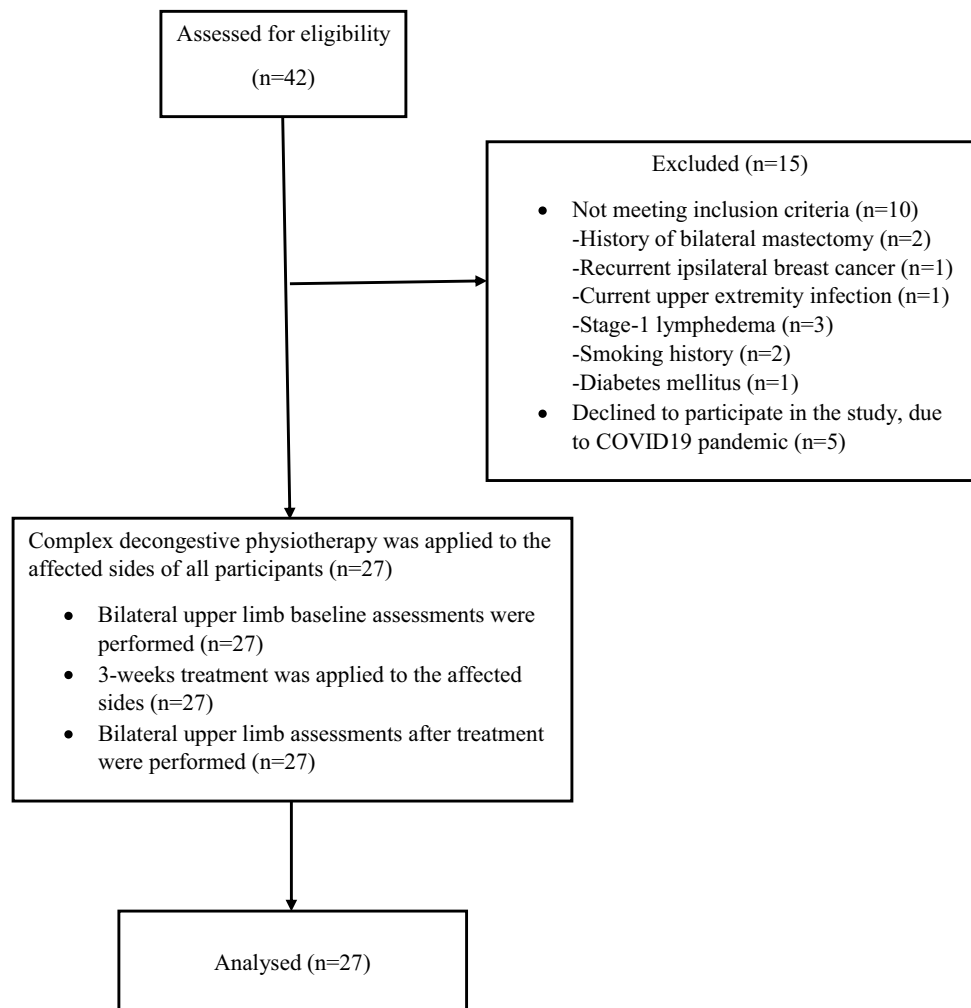 Assessed for eligibility
(n=42)
Excluded (n=15)
• Not meeting inclusion criteria (n=10)
-History of bilateral mastectomy (n=2)
-Recurrent ipsilateral breast cancer (n=1)
-Current upper extremity infection (n=1)
-Stage-1 lymphedema (n=3)
-Smoking history (n=2)
-Diabetes mellitus (n=1)
• Declined to participate in the study, due
to COVID19 pandemic (n=5)
Complex decongestive physiotherapy was applied to the
affected sides of all participants (n=27)
• Bilateral upper limb baseline assessments were
performed (n=27)
• 3-weeks treatment was applied to the affected
sides (n=27)
• Bilateral upper limb assessments after treatment
were performed (n=27)
Analysed (n=27)